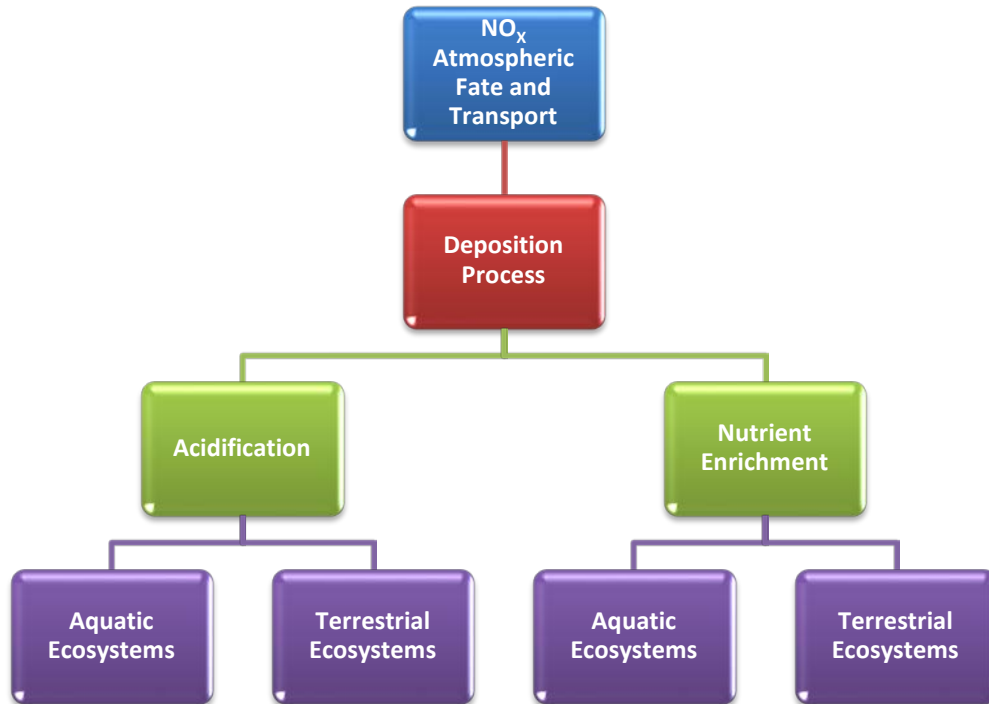 NOX
Atmospheric
Fate and
Transport
Deposition
Process
Acidification
Nutrient
Enrichment
Aquatic
Ecosystems
Terrestrial
Ecosystems
Aquatic
Ecosystems
Terrestrial
Ecosystems